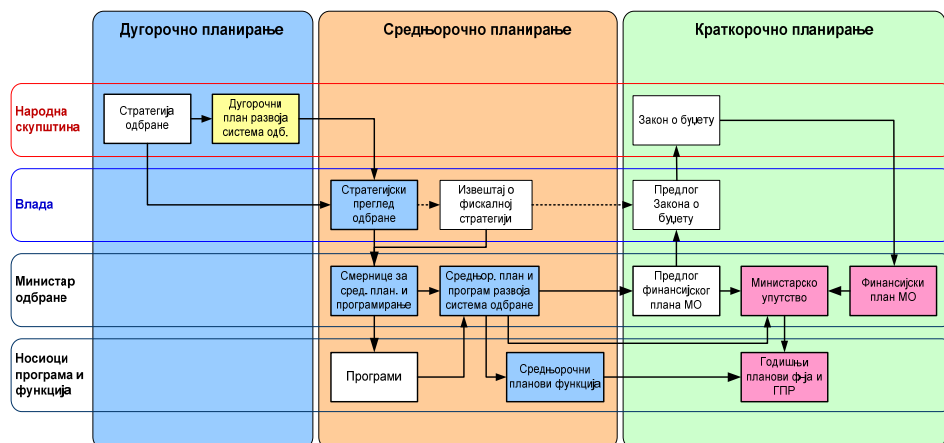 Дугорочно планирање
Средњорочно планирање
Краткорочно планирање
Народна
скупштина
Стратегија
одбране
Дугорочни
план развоја
система одб.
Закон о буџету
Влада
Стратегијски
преглед
одбране
Извештај о
фискалној
стратегији
Предлог
Закона о
буџету
Министар
одбране
Смернице за
сред. план. и
програмирање
Средњор. план и
програм развоја
система одбране
Предлог
финансијског
плана МО
Министарско
упутство
Финансијски
план МО
Носиоци
програма и
функција
Програми
Средњорочни
планови функција
Годишњи
планови ф-ја и
ГПР